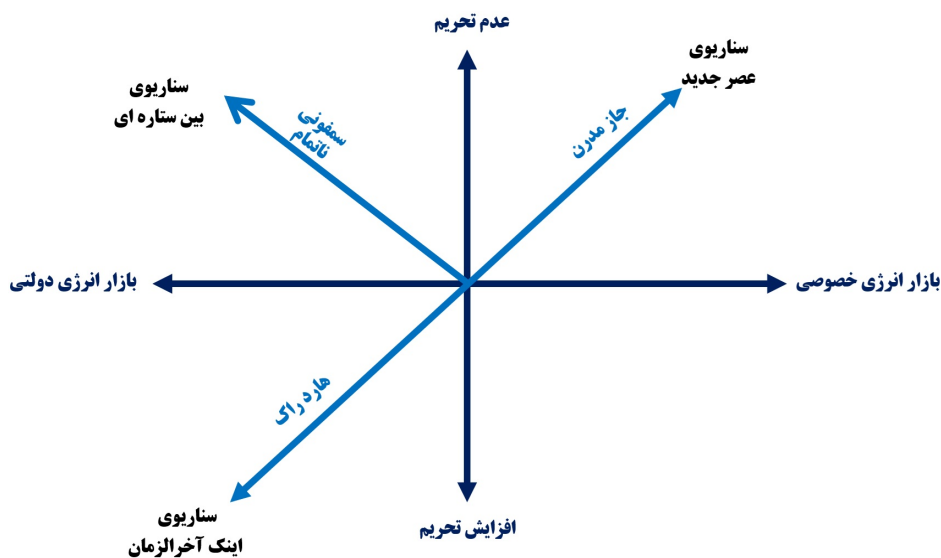 عدم تحریم
سناریوی
عصر جدید
سناریوی
بین ستاره ای
جاز مدرن
سمفونی
ناتمام
بازار انرژی خصوصی
بازار انرژی دولتی
هارد راک
سناریوی
اینک آخرالزمان
افزایش تحریم